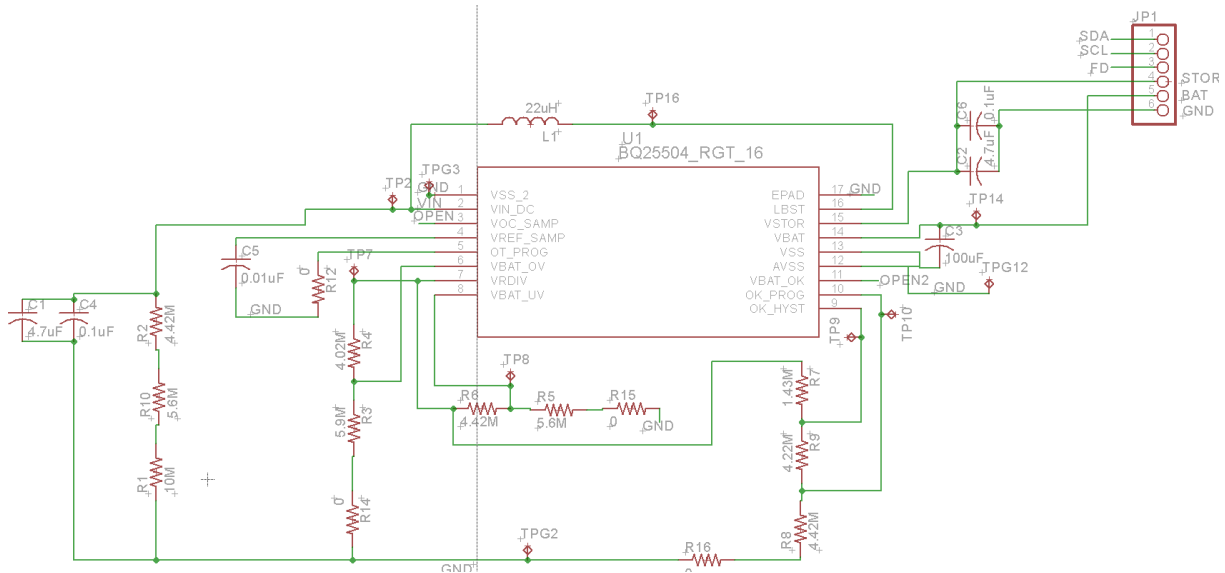 JP1
SDA
1
SCL
2
FD
3
4
STOR
5
BAT
6
GND
C6
0.1uF
C2
4.7uF
TP16
22uH
L1
U1
BQ25504_RGT_16
TPG3
TP2
GND
VIN
OPEN
1
VSS_2
2
VIN_DC
3
VOC_SAMP
4
VREF_SAMP
5
OT_PROG
6
VBAT_OV
7
VRDIV
8
VBAT_UV
EPAD
17
GND
LBST
16
VSTOR
15
VBAT
14
VSS
13
AVSS
12
VBAT_OK
11
OPEN2
OK_PROG
10
OK_HYST
9
TP14
C3
100uF
TPG12
GND
C5
0.01uF
GND
0
R12
TP7
C1
4.7uF
C4
0.1uF
R2
4.42M
R10
5.6M
R1
10M
4.02M
R4
5.9M
R3
0
R14
TP8
R6
4.42M
R5
5.6M
R15
0
GND
TP9
TP10
1.43M
R7
4.22M
R9
R8
4.42M
TPG2
GND
R16